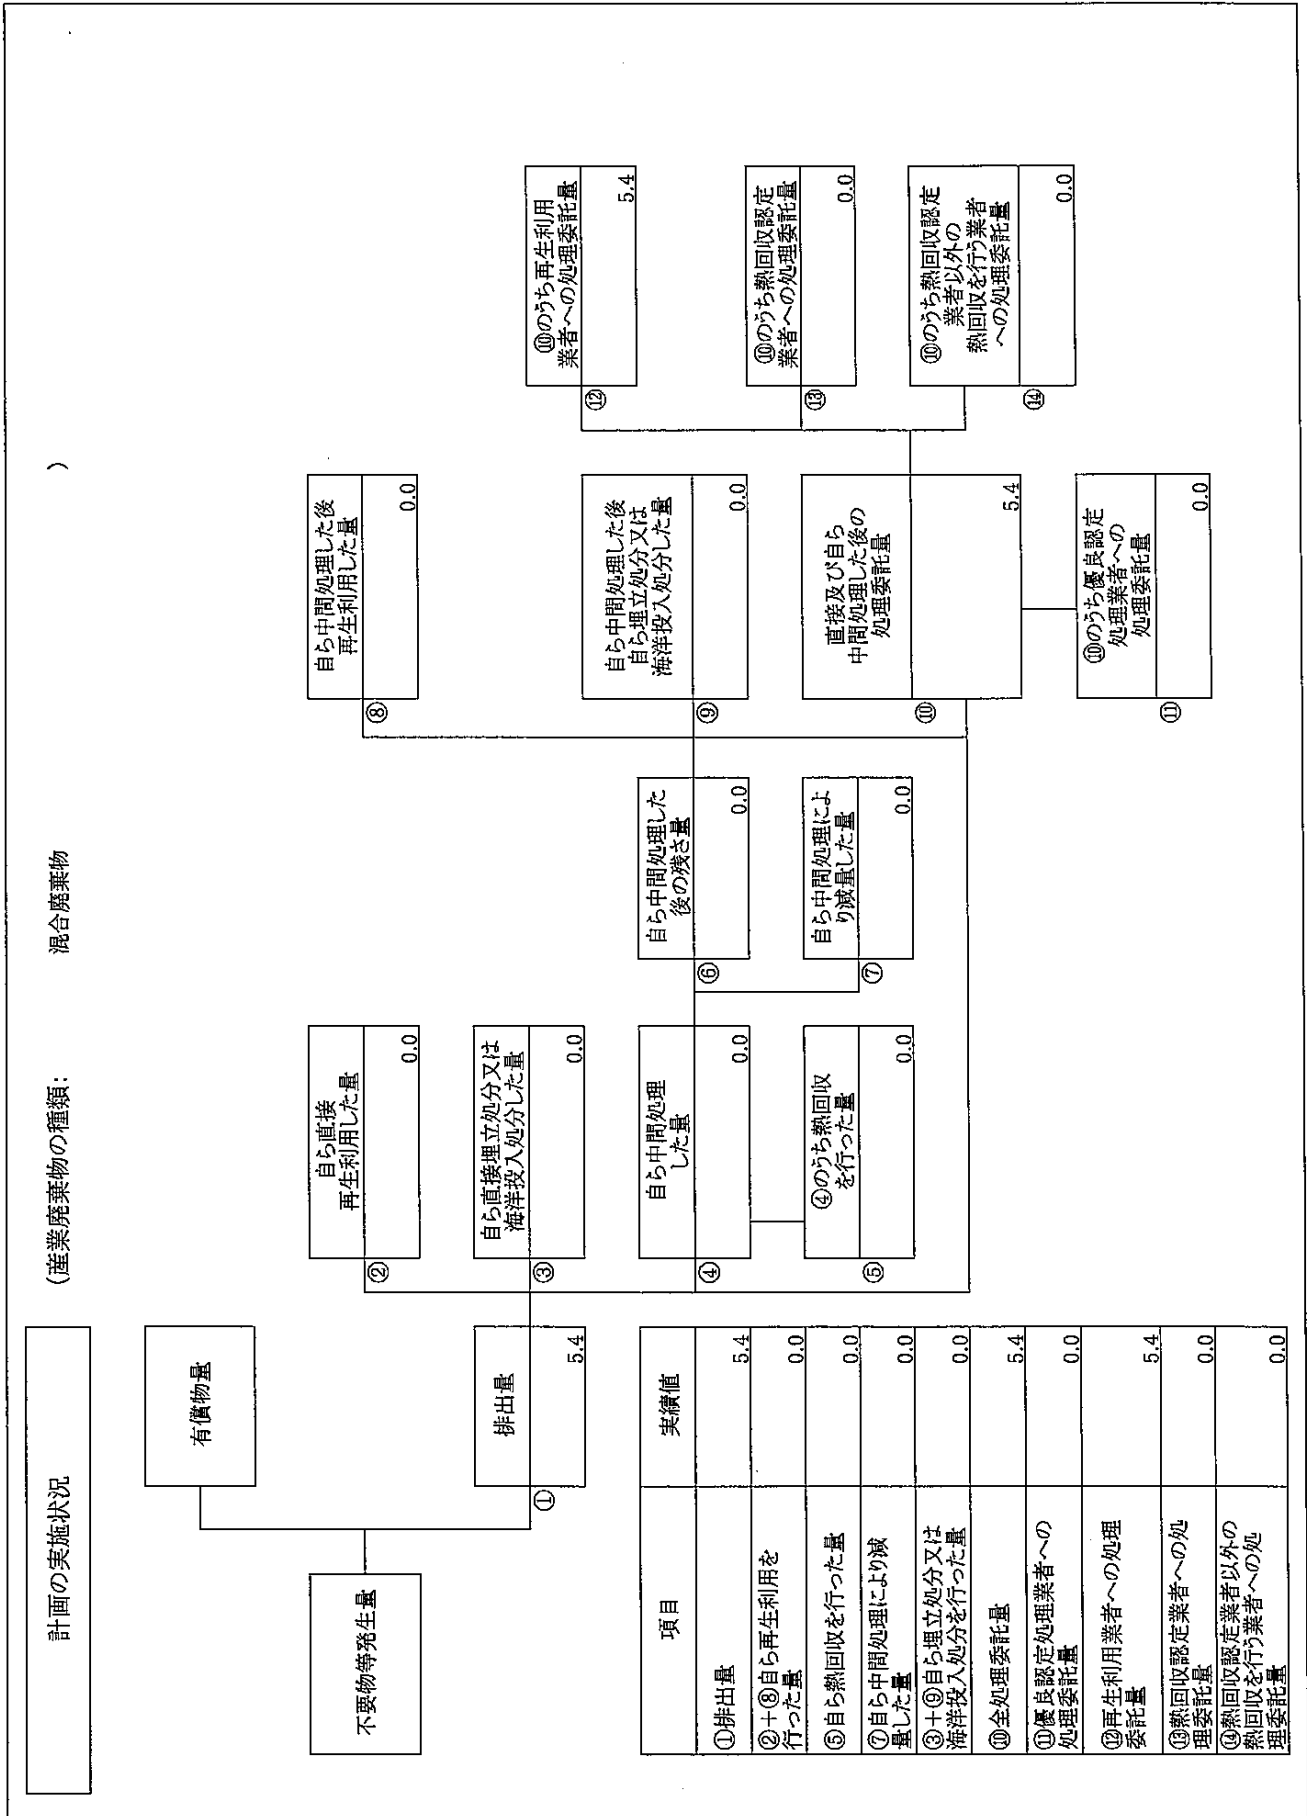 計画の実施状況
(産業廃棄物の種類:
混合廃棄物
)
不要物等発生量
有償物量
①
排出量
5.4
②
自ら直接
再生利用した量
0.0
③
自ら直接埋立処分又は
海洋投入処分した量
0.0
④
自ら中間処理
した量
0.0
⑤
④のうち熱回収
を行った量
0.0
⑥
自ら中間処理した
後の残さ量
0.0
⑦
自ら中間処理によ
り減量した量
0.0
⑧
自ら中間処理した後
再生利用した量
0.0
⑨
自ら中間処理した後
自ら埋立処分又は
海洋投入処分した量
0.0
⑩
直接及び自ら
中間処理した後の
処理委託量
5.4
⑪
⑩のうち優良認定
処理業者への
処理委託量
0.0
⑫
⑩のうち再生利用
業者への処理委託量
5.4
⑬
⑩のうち熱回収認定
業者への処理委託量
0.0
⑭
⑩のうち熱回収認定
業者以外の
熱回収を行う業者
への処理委託量
0.0
項目
実績値
①排出量
5.4
②+⑧自ら再生利用を
行った量
0.0
⑤自ら熱回収を行った量
0.0
⑦自ら中間処理により減
量した量
0.0
③+⑨自ら埋立処分又は
海洋投入処分を行った量
0.0
⑩全処理委託量
5.4
⑪優良認定処理業者への
処理委託量
0.0
⑫再生利用業者への処理
委託量
5.4
⑬熱回収認定業者への処
理委託量
0.0
⑭熱回収認定業者以外の
熱回収を行う業者への処
理委託量
0.0